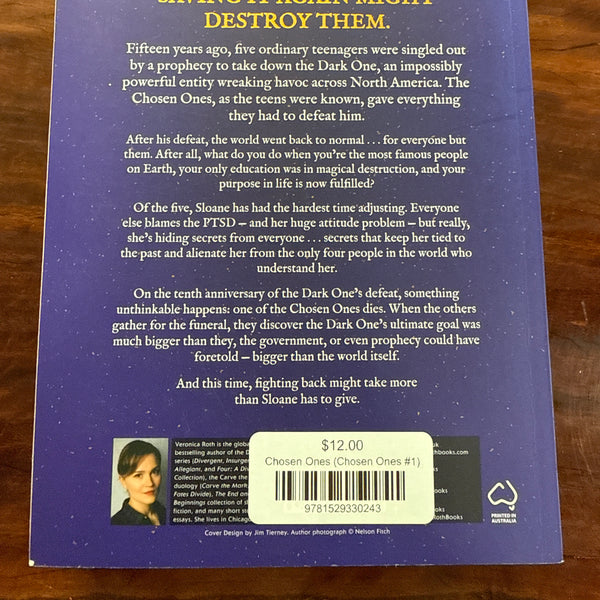 SAVING IT AGAIN MIGHT
DESTROY THEM.
Fifteen years ago, five ordinary teenagers were singled out
by a prophecy to take down the Dark One, an impossibly
powerful entity wreaking havoc across North America. The
Chosen Ones, as the teens were known, gave everything
they had to defeat him.
After his defeat, the world went back to normal . . . for everyone but
them. After all, what do you do when you're the most famous people
on Earth, your only education was in magical destruction, and your
purpose in life is now fulfilled?
Of the five, Sloane has had the hardest time adjusting. Everyone
else blames the PTSD – and her huge attitude problem – but really,
she's hiding secrets from everyone . . . secrets that keep her tied to
the past and alienate her from the only four people in the world who
understand her.
On the tenth anniversary of the Dark One's defeat, something
unthinkable happens: one of the Chosen Ones dies. When the others
gather for the funeral, they discover the Dark One's ultimate goal was
much bigger than they, the government, or even prophecy could have
foretold – bigger than the world itself.
And this time, fighting back might take more
than Sloane has to give.
Veronica Roth is the globa
bestselling author of the D
series (Divergent, Insurgen
Allegiant, and Four: A Di
Collection), the Carve the
duology (Carve the Mark,
Fates Divide), The End an
Beginnings collection of s
fiction, and many short sto
essays. She lives in Chicag
$12.00
Chosen Ones (Chosen Ones #1)
9781529330243
uk
rothbooks.com
RothBooks
PRINTED IN
AUSTRALIA
Cover Design by Jim Tierney. Author photograph © Nelson Fitch